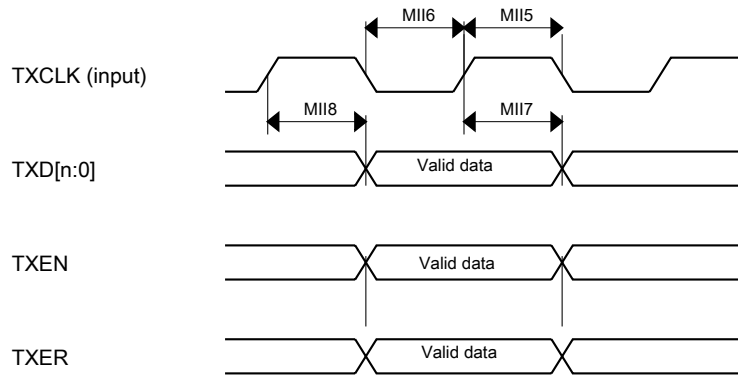 MII6 MII5
TXCLK (input)
MII8 MII7
TXD[n:0] Valid data
TXEN Valid data
TXER Valid data